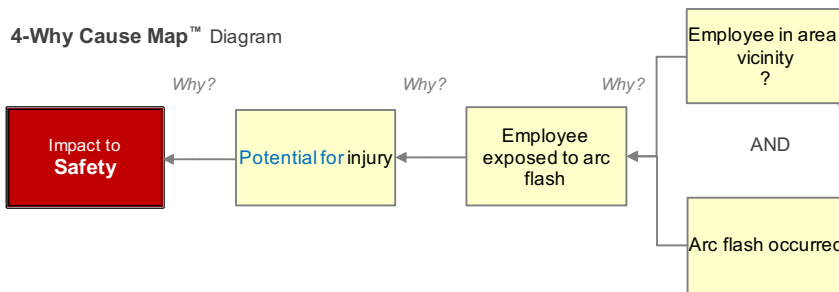 4-Why Cause Map™ Diagram
Why?
Why?
Why?
Impact to
Safety
Potential for injury
Employee
exposed to arc
flash
Employee in area
vicinity
?
AND
Arc flash occurred